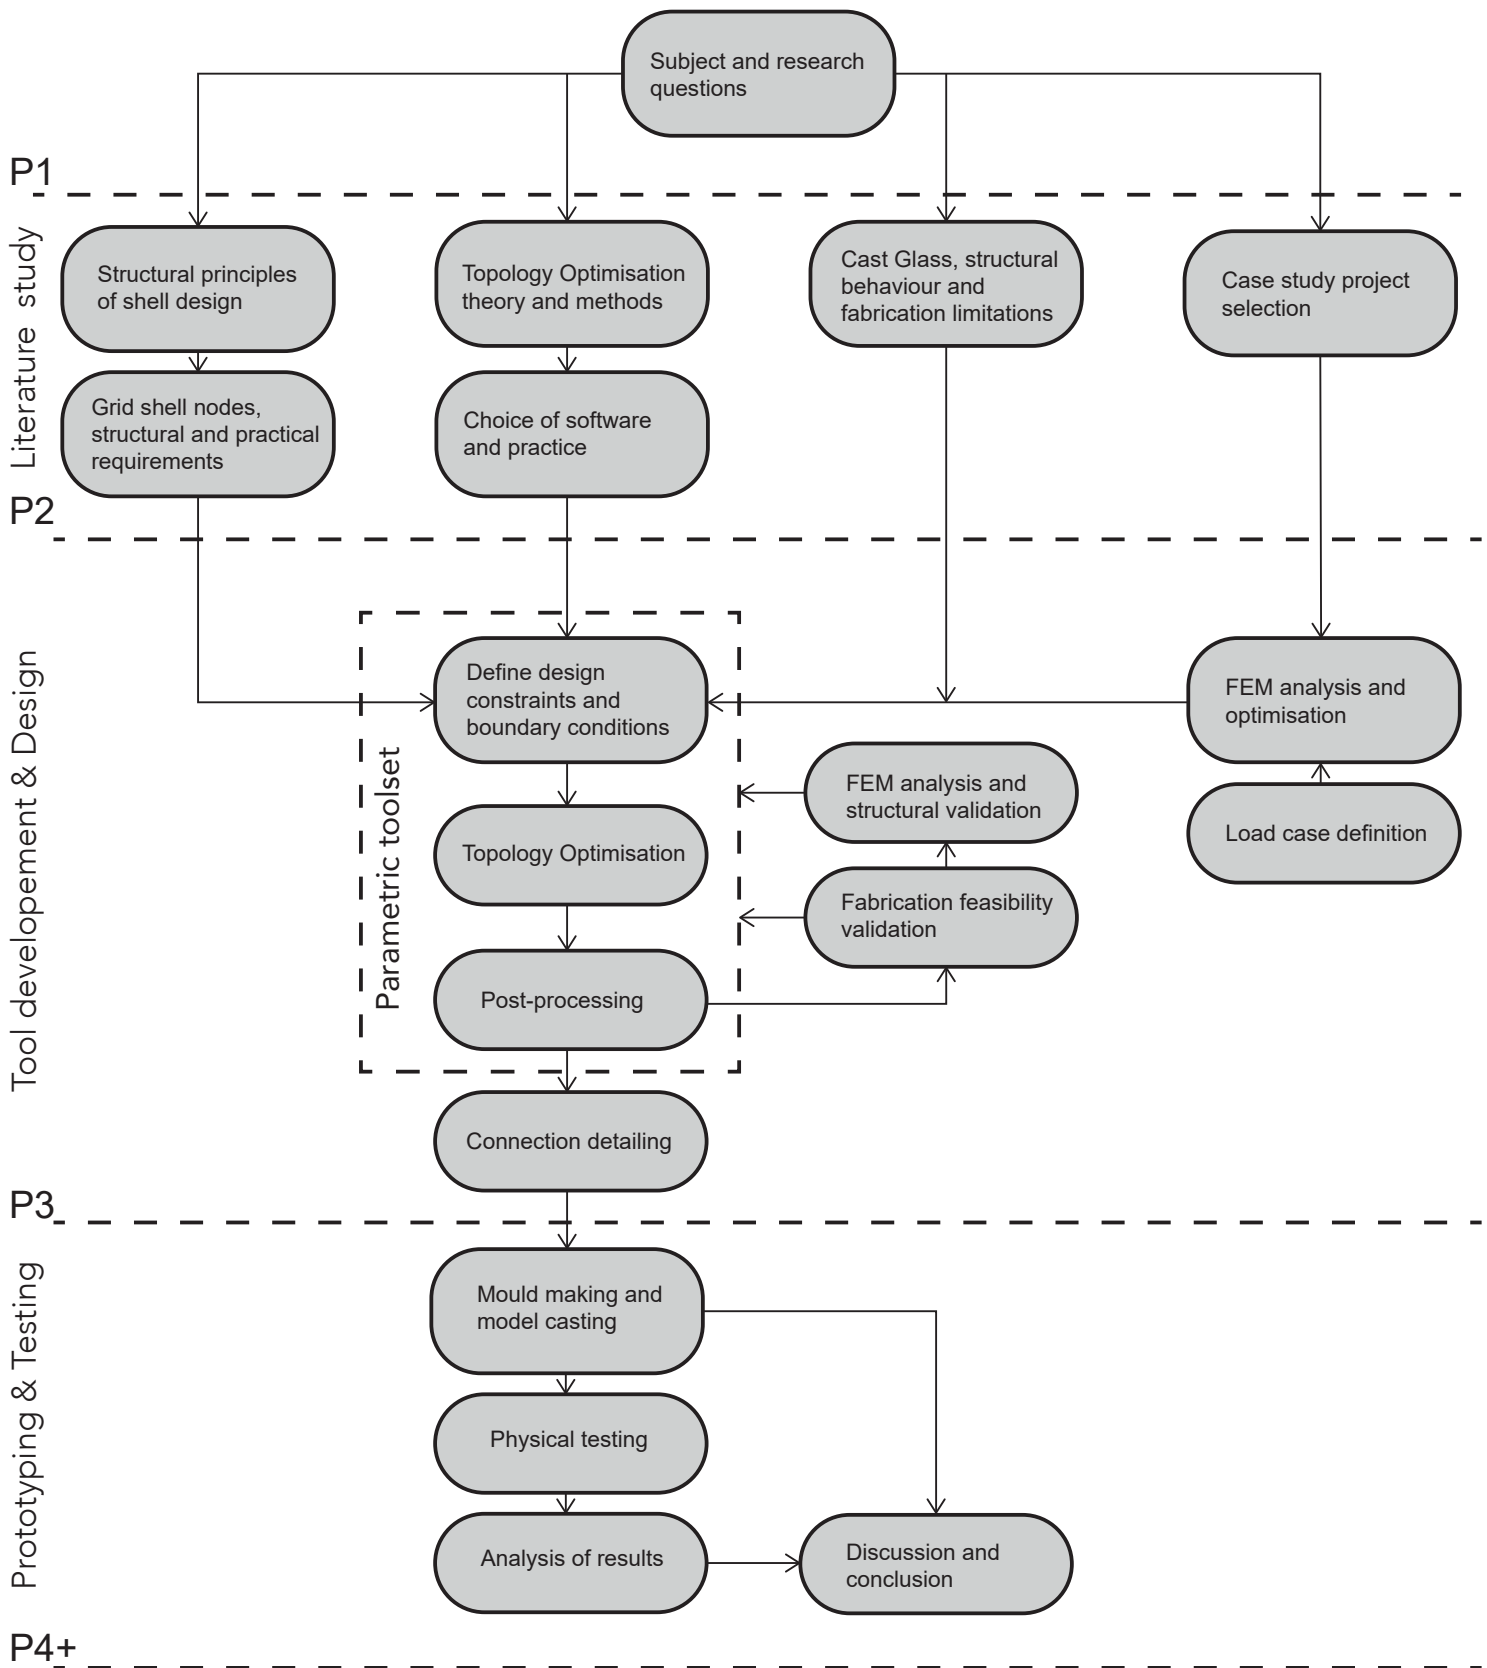 Subject and research
questions
P1
Literature study
Structural principles
of shell design
Topology Optimisation
theory and methods
Cast Glass, structural
behaviour and
fabrication limitations
Case study project
selection
Grid shell nodes,
structural and practical
requirements
Choice of software
and practice
P2
Tool developement & Design
Parametric toolset
Define design
constraints and
boundary conditions
FEM analysis and
optimisation
FEM analysis and
structural validation
Load case definition
Topology Optimisation
Fabrication feasibility
validation
Post-processing
Connection detailing
P3
Prototyping & Testing
Mould making and
model casting
Physical testing
Analysis of results
Discussion and
conclusion
P4+